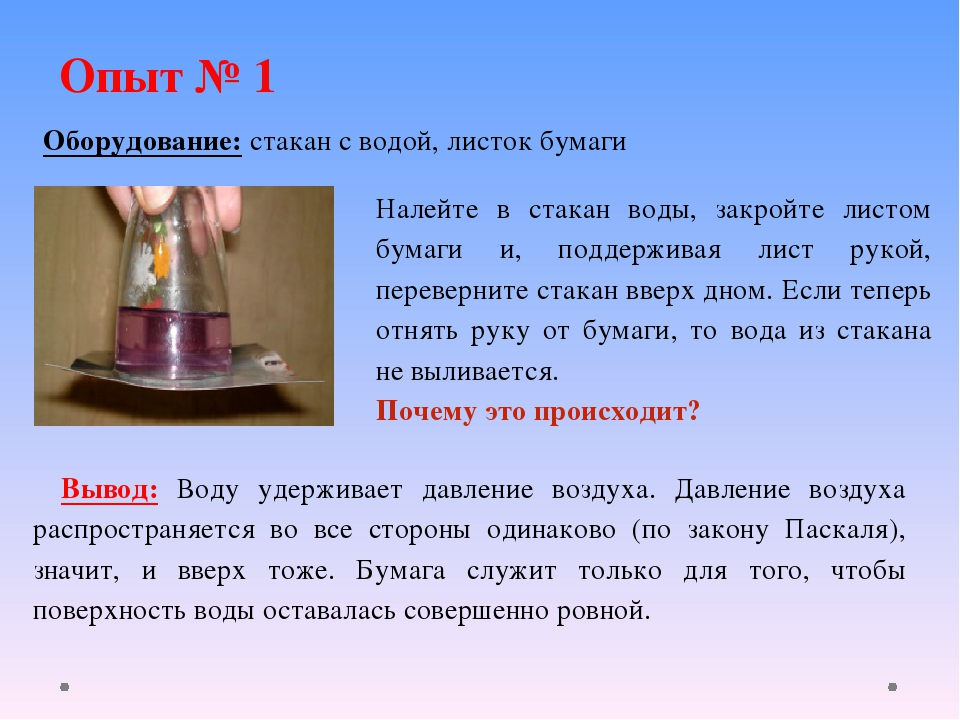 Опыт № 1
Оборудование: стакан с водой, листок бумаги
Налейте в стакан воды, закройте листом
бумаги и, поддерживая лист рукой,
переверните стакан вверх дном. Если теперь
отнять руку от бумаги, то вода из стакана
не выливается.
Почему это происходит?
Вывод: Воду удерживает давление воздуха. Давление воздуха
распространяется во все стороны одинаково (по закону Паскаля),
значит, и вверх тоже. Бумага служит только для того, чтобы
поверхность воды оставалась совершенно ровной.